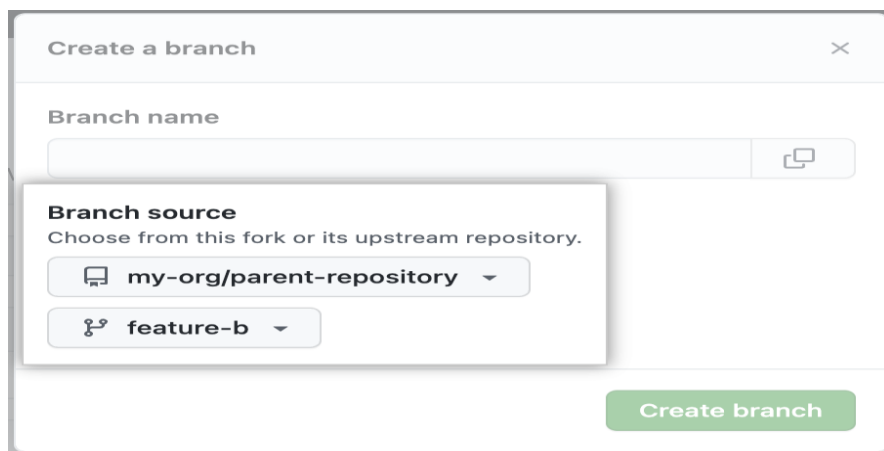 Create a branch
Branch name
Branch source
Choose from this fork or its upstream repository.
my-org/parent-repository
feature-b
Create branch